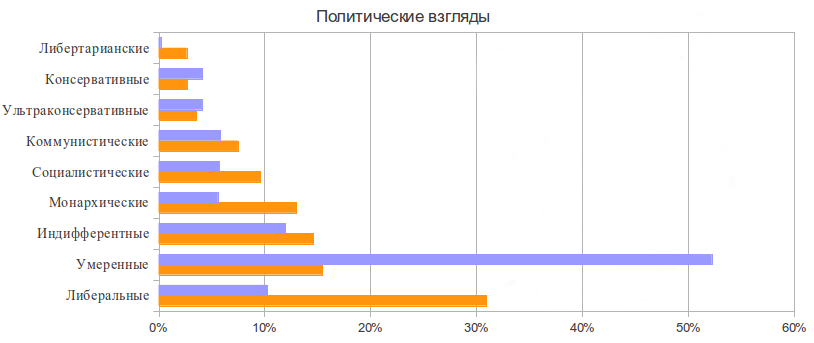 Политические взгляды
Либертарианские
Консервативные
Ультраконсервативные
Коммунистические
Социалистические
Монархические
Индифферентные
Умеренные
Либеральные
0% 10% 20% 30% 40% 50% 60%